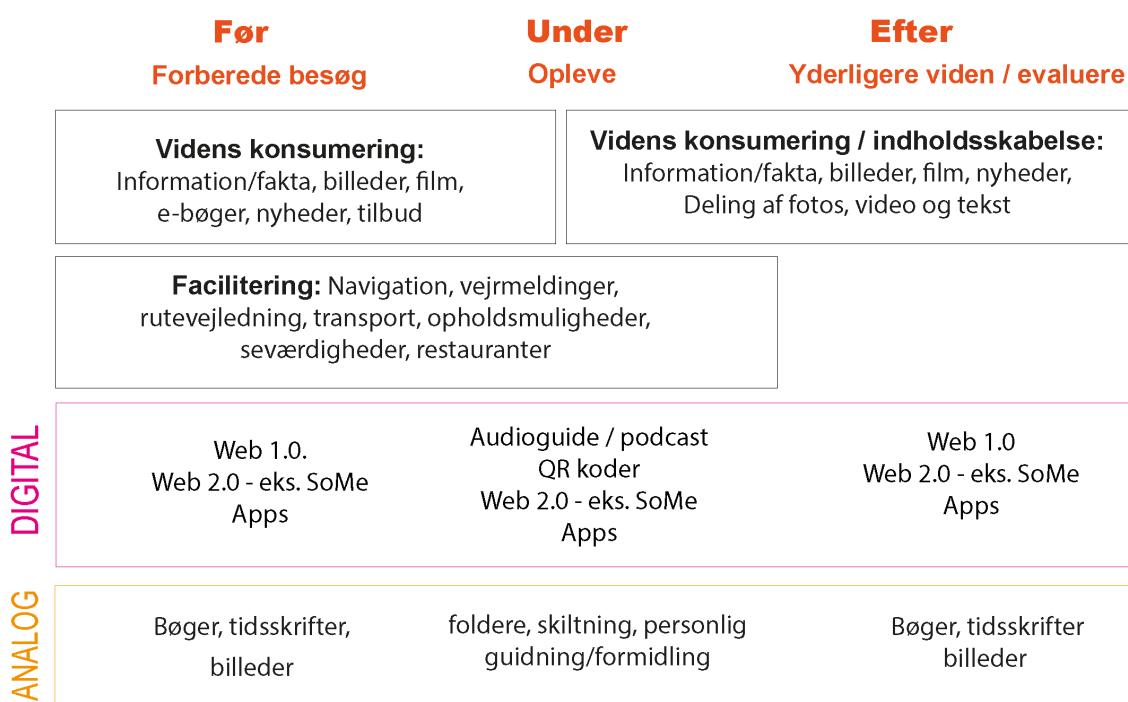 Før
Under
Efter
Forberede besøg
Opleve
Yderligere viden / evaluere
Videns konsumering:
Information/fakta, billeder, film,
e-bøger, nyheder, tilbud
Videns konsumering / indholdsskabelse:
Information/fakta, billeder, film, nyheder,
Deling af fotos, video og tekst
Facilitering: Navigation, vejrmeldinger,
rutevejledning, transport, opholdsmuligheder,
seværdigheder, restauranter
DIGITAL
Web 1.0.
Web 2.0 - eks. SoMe
Apps
Audioguide / podcast
QR koder
Web 2.0 - eks. SoMe
Apps
Web 1.0
Web 2.0 - eks. SoMe
Apps
ANALOG
Bøger, tidsskrifter,
billeder
foldere, skiltning, personlig
guidning/formidling
Bøger, tidsskrifter
billeder